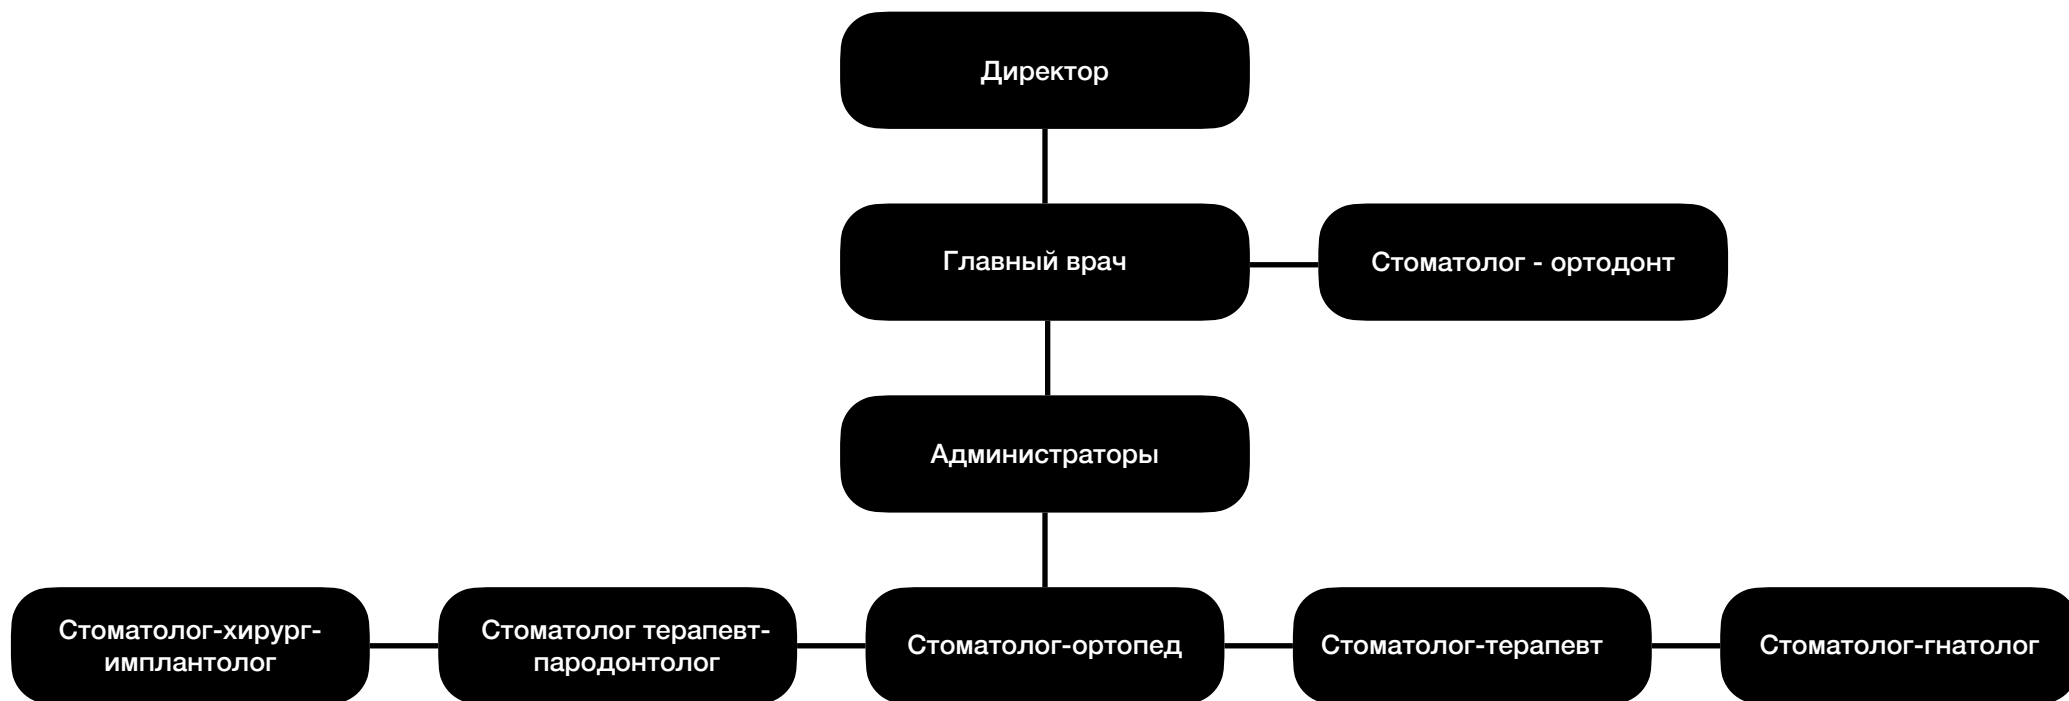 Директор
Главный врач
Стоматолог - ортодонт
Администраторы
Стоматолог-хирург-
имплантолог
Стоматолог терапевт-
пародонтолог
Стоматолог-ортопед
Стоматолог-терапевт
Стоматолог-гнатолог